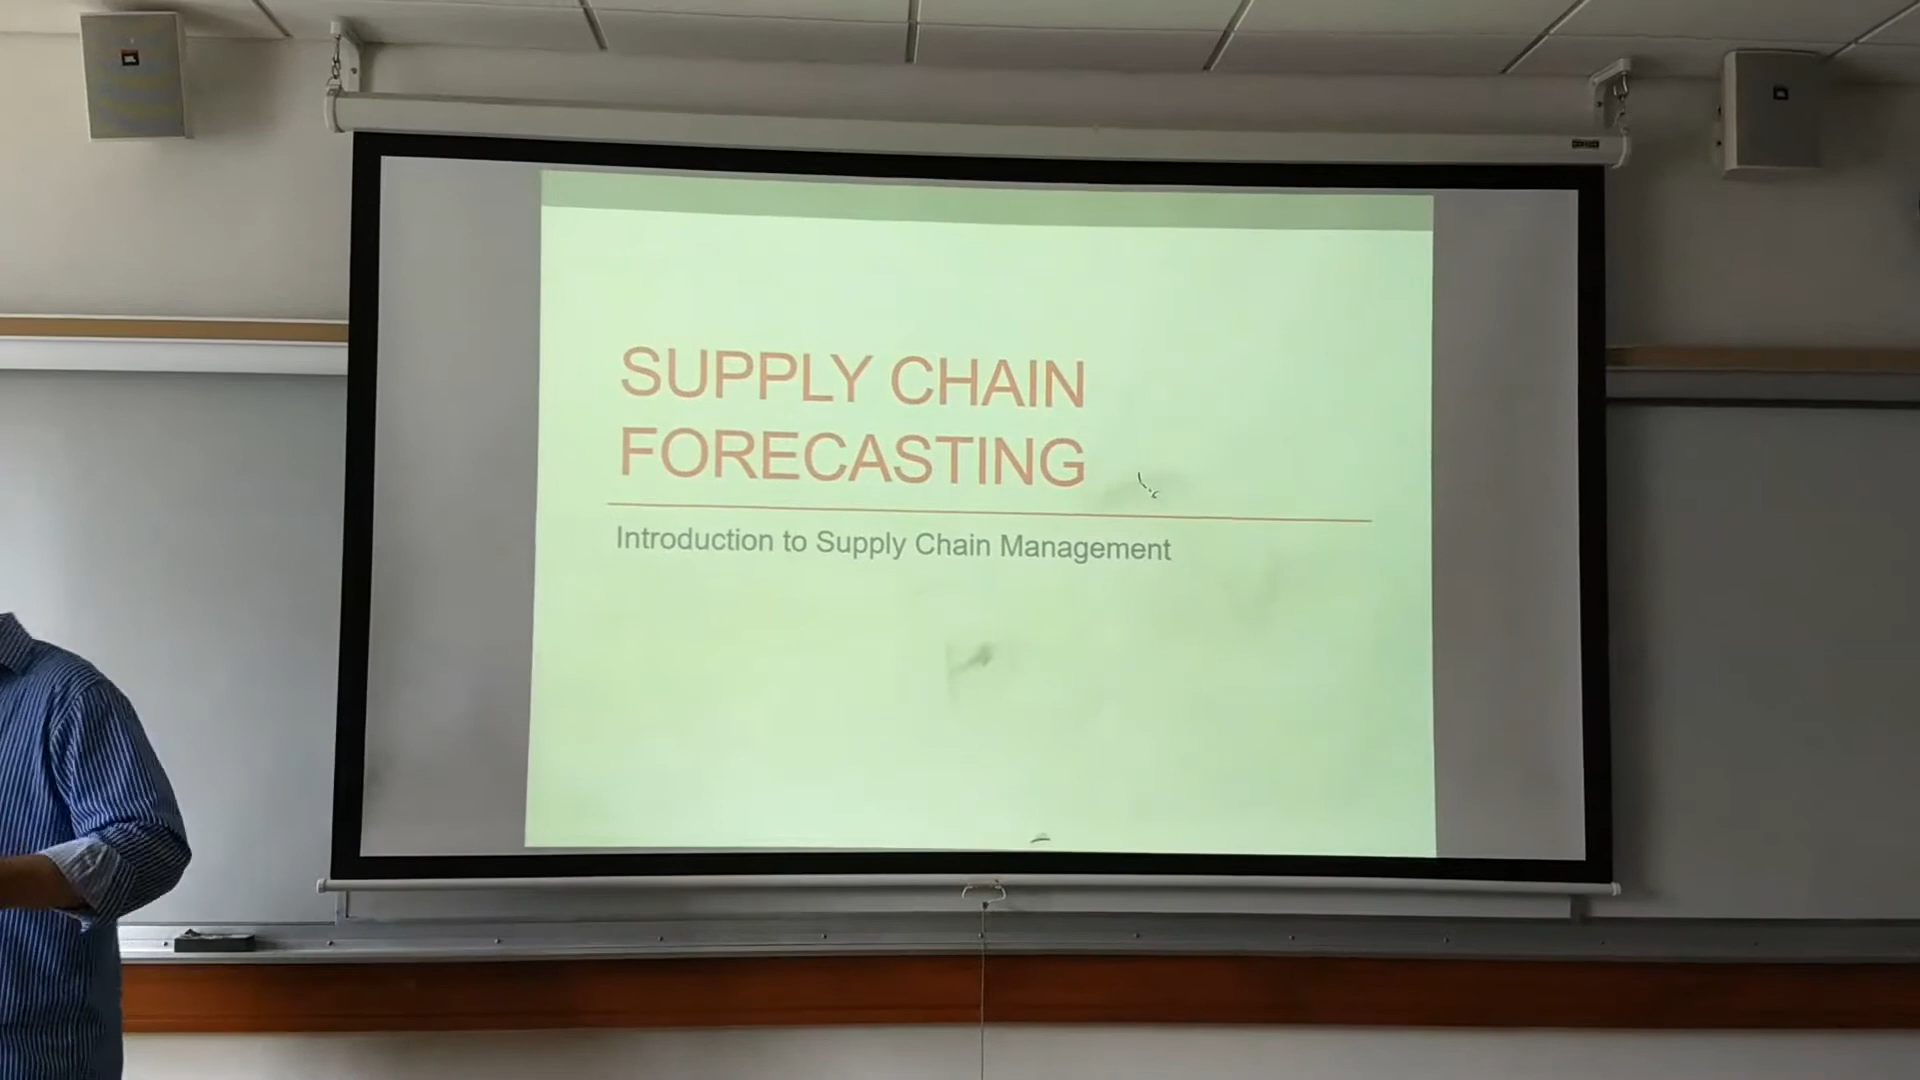 SUPPLY CHAIN
FORECASTING
Introduction to Supply Chain Management